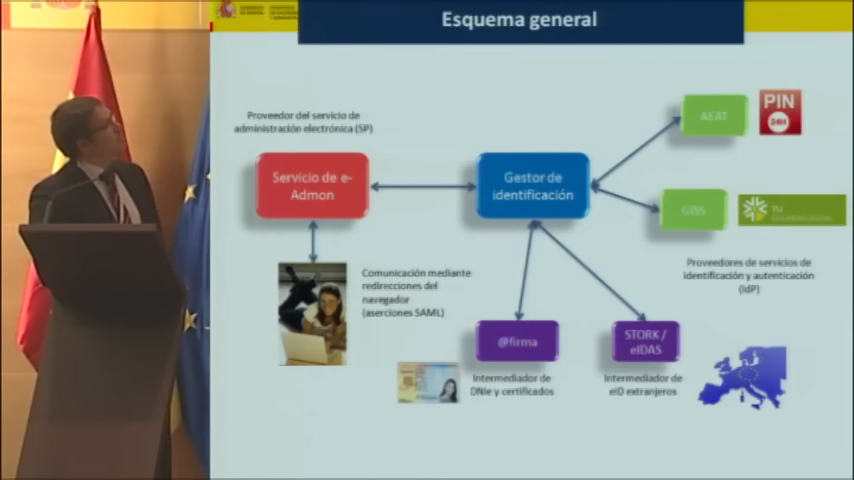 Esquema general
Proveedor del servicio de
administración electrónica (SP)
Servicio de e-
Admon
Gestor de
identificación
AEAT
PIN
24H
GISS
TU
Proveedores de servicios de
identificación y autenticación
(IdP)
Comunicación mediante
redirecciones del
navegador
(aserciones SAML)
@firma
STORK /
eIDAS
Intermediador de
DNIe y certificados
Intermediador de
eID extranjeros